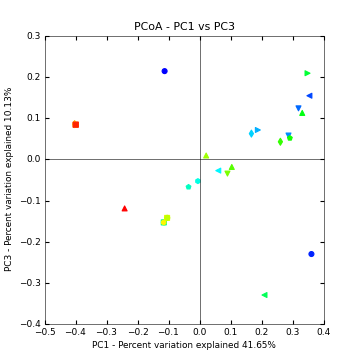 PCoA - PC1 vs PC3
0.3
0.2
0.1
0.0
−0.1
−0.2
−0.3
−0.4
PC3 - Percent variation explained 10.13%
−0.5 −0.4 −0.3 −0.2 −0.1 0.0 0.1 0.2 0.3 0.4
PC1 - Percent variation explained 41.65%